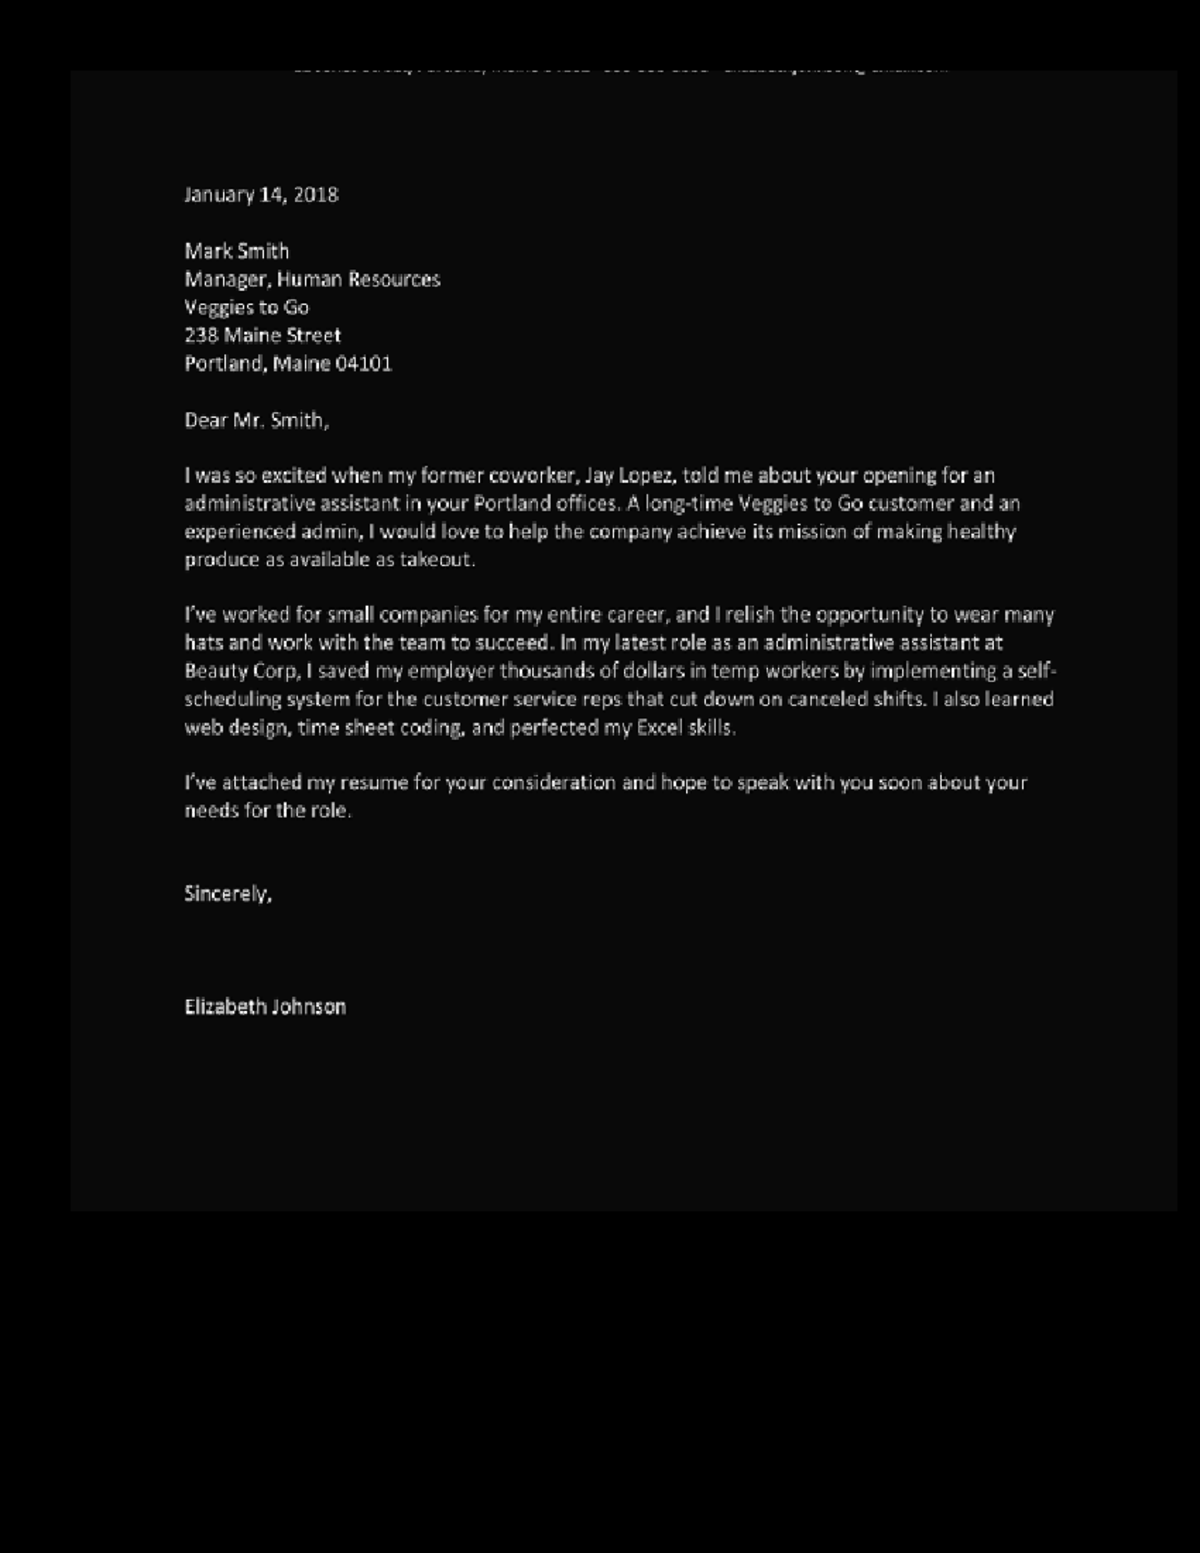 January 14, 2018
Mark Smith
Manager, Human Resources
Veggies to Go
238 Maine Street
Portland, Maine 04101
Dear Mr. Smith,
I was so excited when my former coworker, Jay Lopez, told me about your opening for an
administrative assistant in your Portland offices. A long-time Veggies to Go customer and an
experienced admin, I would love to help the company achieve its mission of making healthy
produce as available as takeout.
I've worked for small companies for my entire career, and I relish the opportunity to wear many
hats and work with the team to succeed. In my latest role as an administrative assistant at
Beauty Corp, I saved my employer thousands of dollars in temp workers by implementing a self-
scheduling system for the customer service reps that cut down on canceled shifts. I also learned
web design, time sheet coding, and perfected my Excel skills.
I've attached my resume for your consideration and hope to speak with you soon about your
needs for the role.
Sincerely,
Elizabeth Johnson